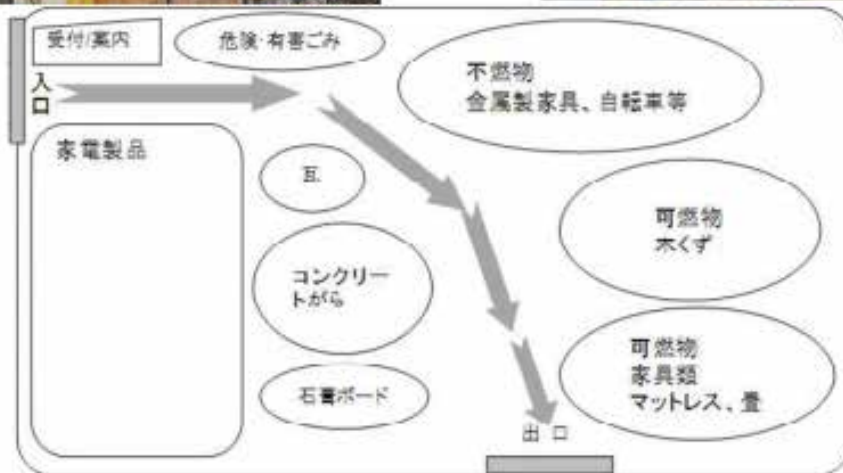 受付/案内
危険・有害ごみ
不燃物
金属製家具、自転車等
入口
家電製品
瓦
可燃物
木くず
コンクリー
トがら
可燃物
家具類
マットレス、畳
石膏ボード
出口